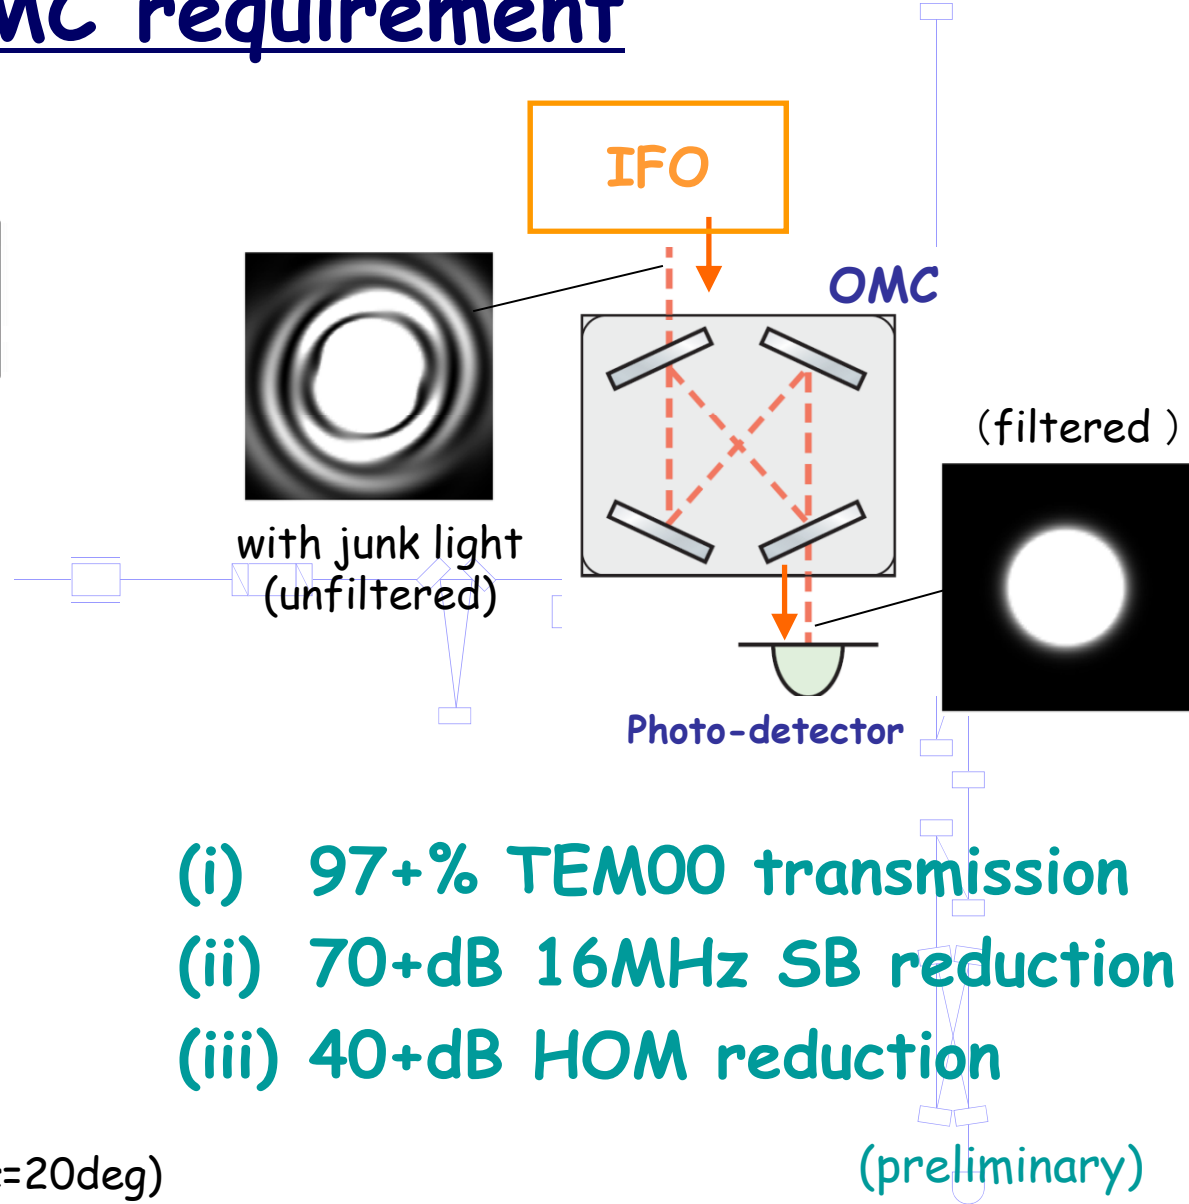 MC requirement
IFO
OMC
(filtered )
with junk light
(unfiltered)
Photo-detector
(i) 97+% TEM00 transmission
(ii) 70+dB 16MHz SB reduction
(iii) 40+dB HOM reduction
=20deg)
(preliminary)